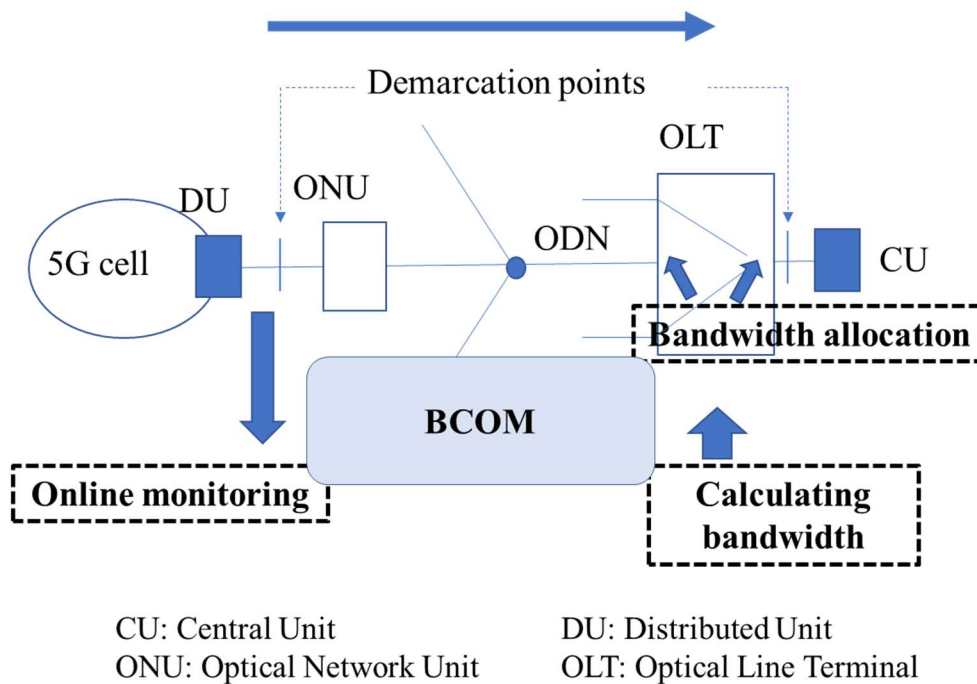 Demarcation points
OLT
DU
ONU
5G cell
ODN
CU
Bandwidth allocation
BCOM
Online monitoring
Calculating
bandwidth
CU: Central Unit
DU: Distributed Unit
ONU: Optical Network Unit
OLT: Optical Line Terminal